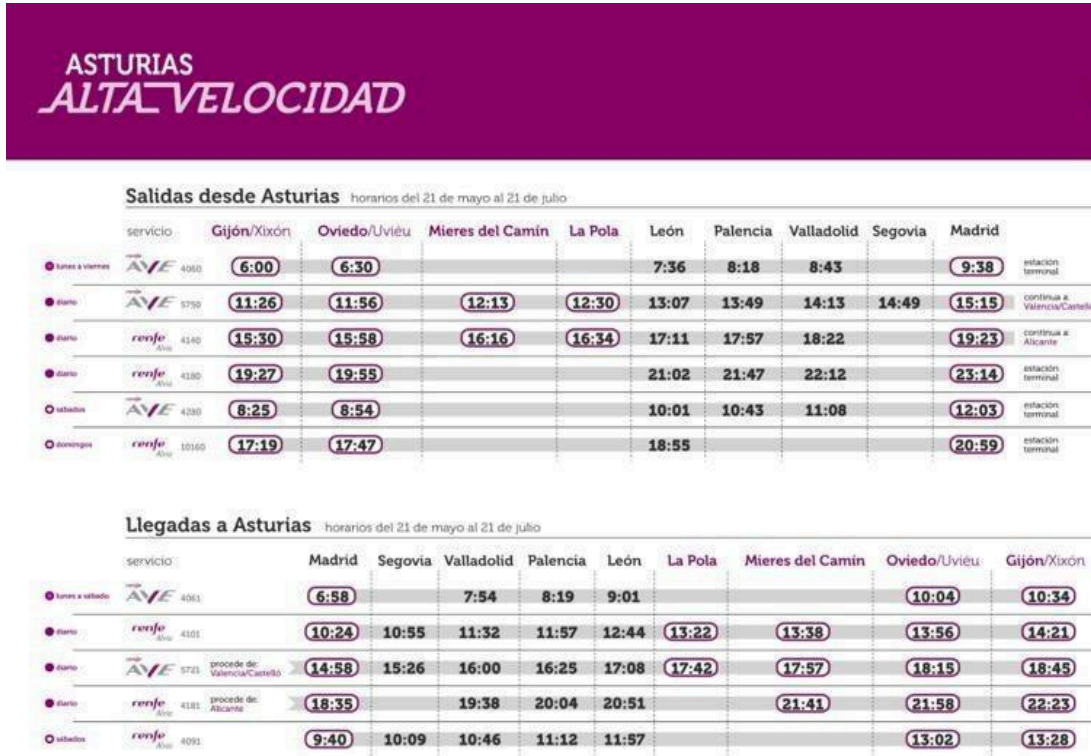 ASTURIAS
ALTA VELOCIDAD
Salidas desde Asturias horarios del 21 de mayo al 21 de julio
servicio Gijón/Xixón Oviedo/Uviéu Mieres del Camín La Pola León Palencia Valladolid Segovia Madrid
lunes a viernes renfe AVE 4060 6:00 6:30 7:36 8:18 8:43 9:38 estación terminal
diario renfe AVE 5750 11:26 11:56 12:13 12:30 13:07 13:49 14:13 14:49 15:15 continua a: Valencia/Castelló
diario renfe Alvia 4140 15:30 15:58 16:16 16:34 17:11 17:57 18:22 19:23 continua a: Alicante
diario renfe Alvia 4180 19:27 19:55 21:02 21:47 22:12 23:14 estación terminal
sábados renfe AVE 4280 8:25 8:54 10:01 10:43 11:08 12:03 estación terminal
domingos renfe Alvia 10160 17:19 17:47 18:55 20:59 estación terminal
Llegadas a Asturias horarios del 21 de mayo al 21 de julio
servicio Madrid Segovia Valladolid Palencia León La Pola Mieres del Camín Oviedo/Uviéu Gijón/Xixón
lunes a sábado renfe AVE 4061 6:58 7:54 8:19 9:01 10:04 10:34
diario renfe Alvia 4101 10:24 10:55 11:32 11:57 12:44 13:22 13:38 13:56 14:21
diario renfe AVE 5721 procede de: Valencia/Castelló 14:58 15:26 16:00 16:25 17:08 17:42 17:57 18:15 18:45
diario renfe Alvia 4181 procede de: Alicante 18:35 19:38 20:04 20:51 21:41 21:58 22:23
sábados renfe Alvia 4091 9:40 10:09 10:46 11:12 11:57 13:02 13:28